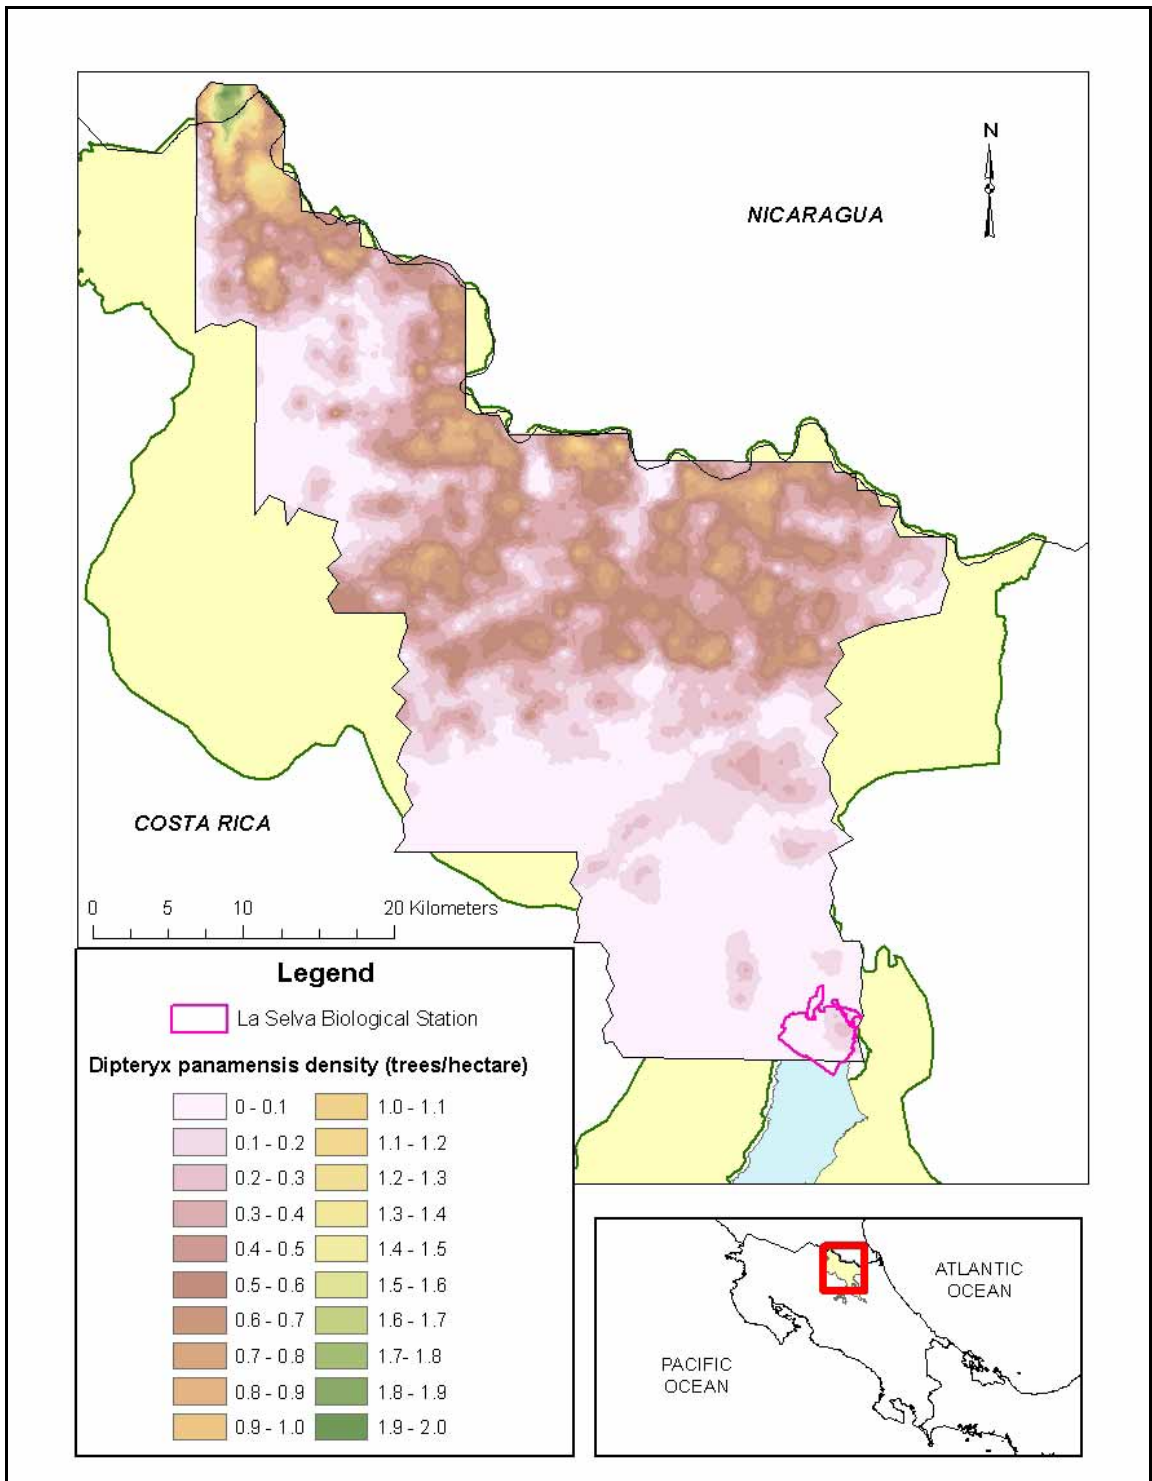 N
NICARAGUA
COSTA RICA
0 5 10 20 Kilometers
Legend
La Selva Biological Station
Dipteryx panamensis density (trees/hectare)
0 - 0.1 1.0 - 1.1
0.1 - 0.2 1.1 - 1.2
0.2 - 0.3 1.2 - 1.3
0.3 - 0.4 1.3 - 1.4
0.4 - 0.5 1.4 - 1.5
0.5 - 0.6 1.5 - 1.6
0.6 - 0.7 1.6 - 1.7
0.7 - 0.8 1.7- 1.8
0.8 - 0.9 1.8 - 1.9
0.9 - 1.0 1.9 - 2.0
ATLANTIC
OCEAN
PACIFIC
OCEAN